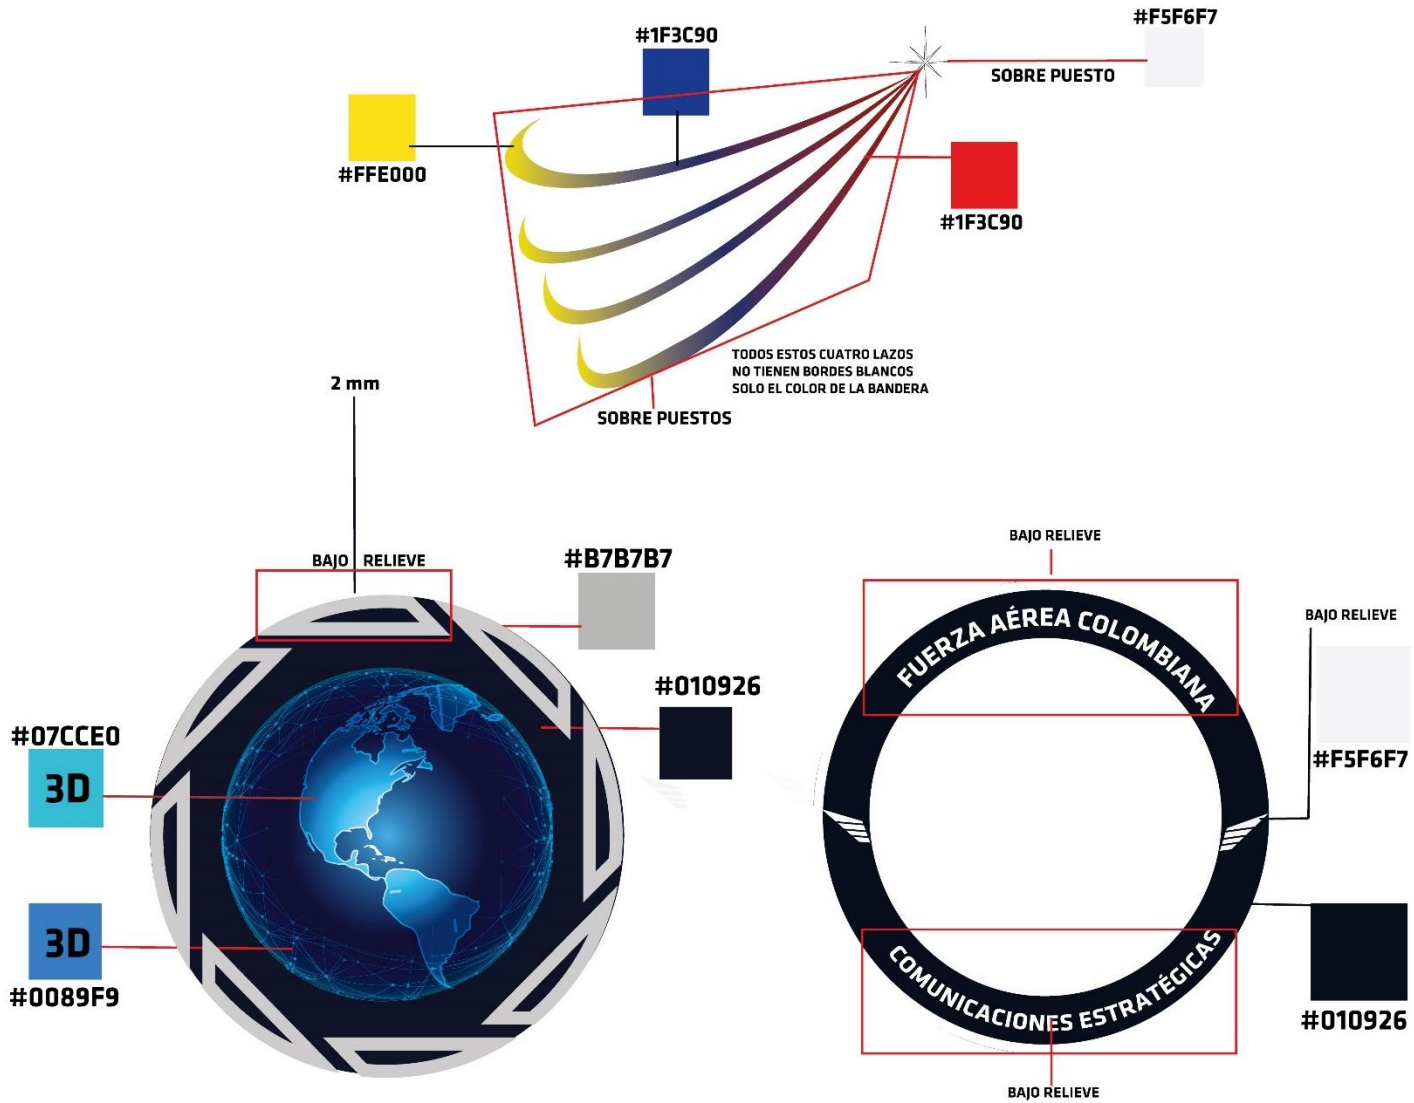 #F5F6F7
#1F3C90
SOBRE PUESTO
#FFE000
#1F3C90
TODOS ESTOS CUATRO LAZOS
NO TIENEN BORDES BLANCOS
SOLO EL COLOR DE LA BANDERA
SOBRE PUESTOS
2 mm
BAJO RELIEVE
#B7B7B7
#010926
#07CCE0
3D
3D
#0089F9
BAJO RELIEVE
FUERZA AÉREA COLOMBIANA
BAJO RELIEVE
#F5F6F7
COMUNICACIONES ESTRATÉGICAS
#010926
BAJO RELIEVE